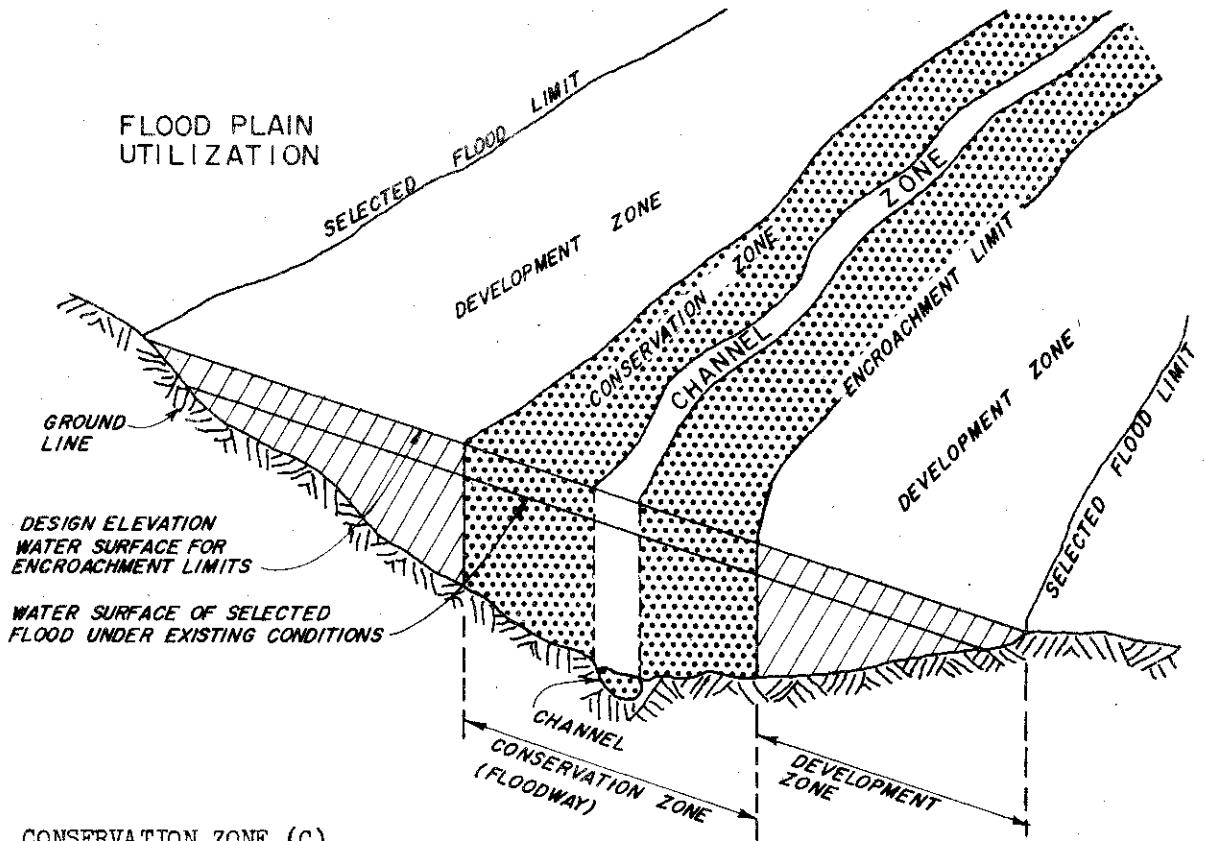 FLOOD PLAIN
UTILIZATION
SELECTED FLOOD LIMIT
DEVELOPMENT ZONE
CONSERVATION ZONE
CHANNEL ZONE
ENCROACHMENT LIMIT
DEVELOPMENT ZONE
SELECTED FLOOD LIMIT
GROUND
LINE
DESIGN ELEVATION
WATER SURFACE FOR
ENCROACHMENT LIMITS
WATER SURFACE OF SELECTED
FLOOD UNDER EXISTING CONDITIONS
CHANNEL
CONSERVATION ZONE
(FLOODWAY)
DEVELOPMENT
ZONE
CONSERVATION ZONE (C)